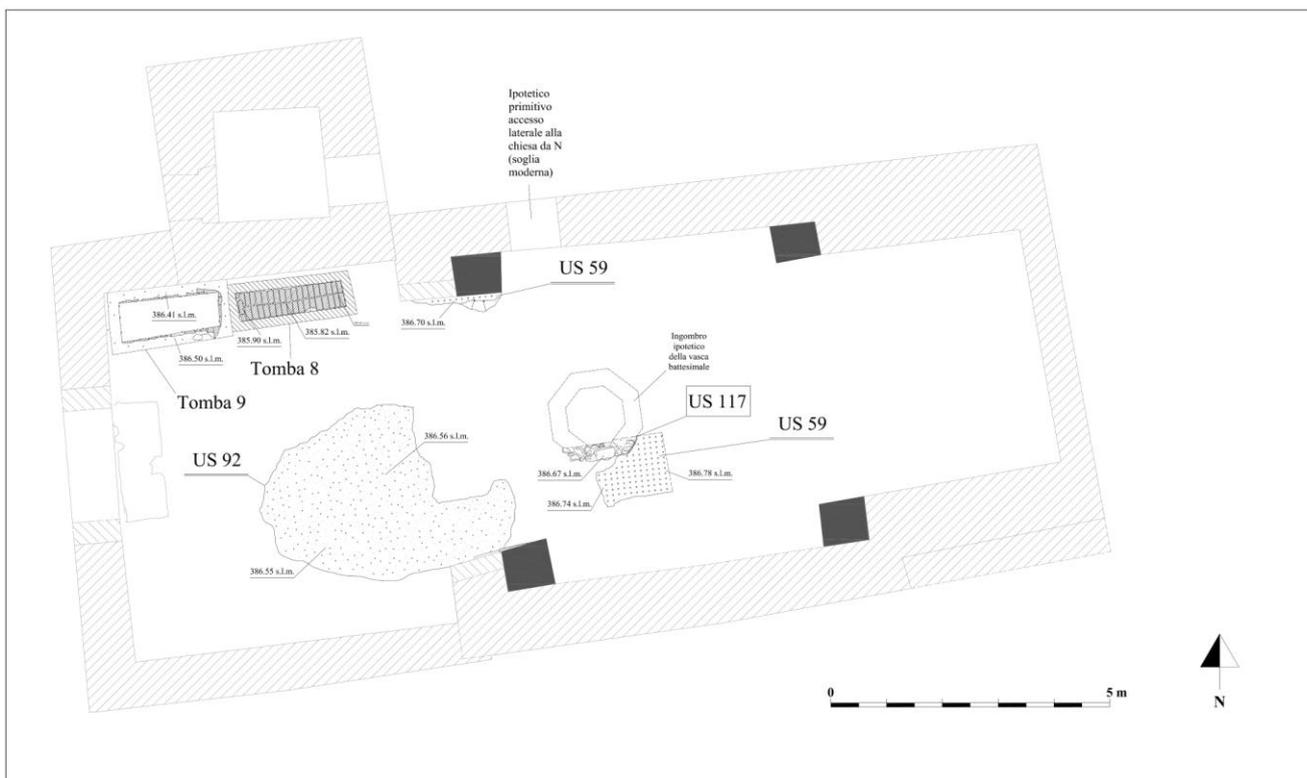 Ipotetico
primitivo
accesso
laterale alla
chiesa da N
(soglia
moderna)
US 59
386.41 s.l.m.
386.70 s.l.m.
385.90 s.l.m.
385.82 s.l.m.
386.50 s.l.m.
Tomba 8
Tomba 9
Ingombro
ipotetico
della vasca
battesimale
US 117
US 59
US 92
386.56 s.l.m.
386.67 s.l.m.
386.78 s.l.m.
386.74 s.l.m.
386.55 s.l.m.
0
5 m
N